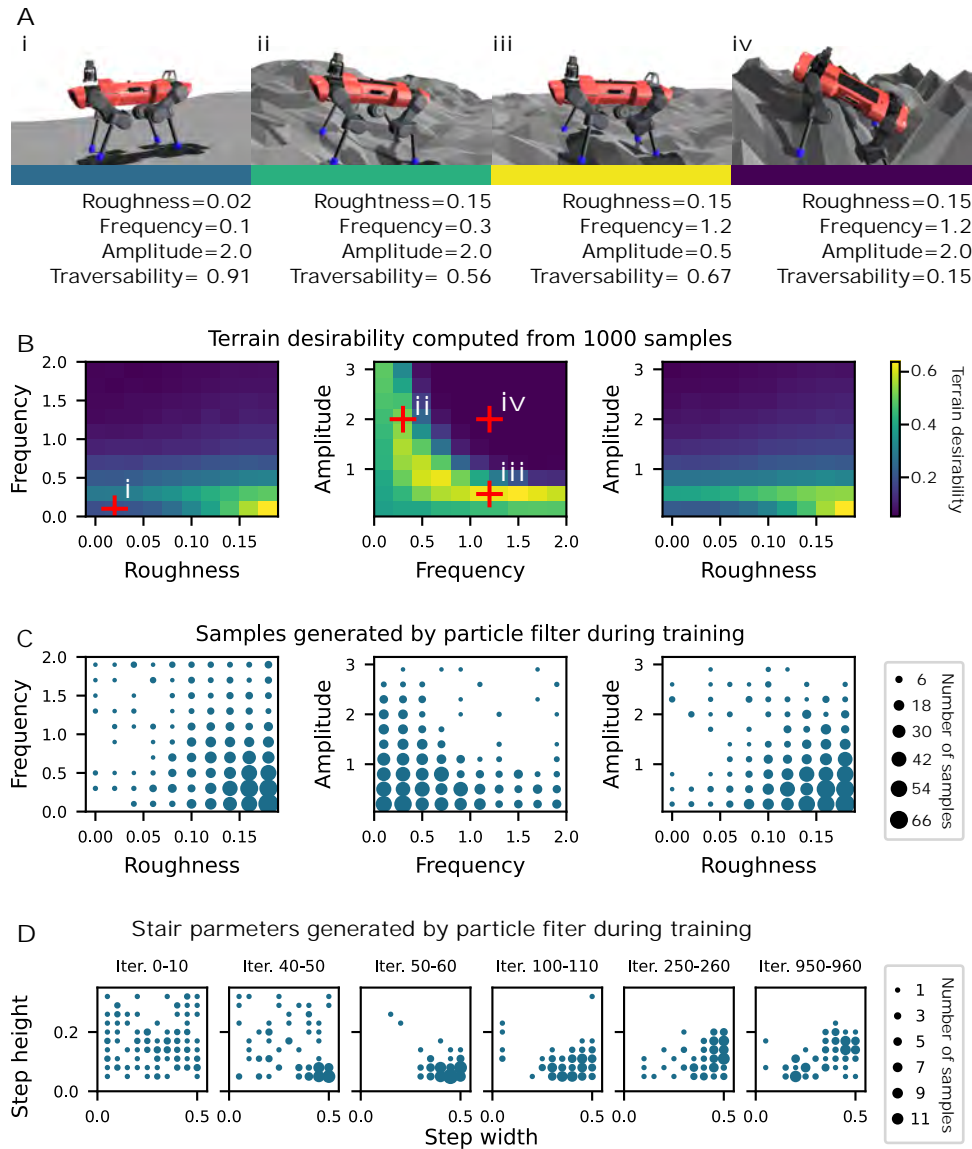 A
i ii iii iv
Roughness=0.02 Roughtness=0.15 Roughness=0.15 Roughness=0.15
Frequency=0.1 Frequency=0.3 Frequency=1.2 Frequency=1.2
Amplitude=2.0 Amplitude=2.0 Amplitude=0.5 Amplitude=2.0
Traversability= 0.91 Traversability= 0.56 Traversability= 0.67 Traversability=0.15
B Terrain desirability computed from 1000 samples
Frequency
2.0
1.5
1.0
0.5
0.0
i
0.00 0.05 0.10 0.15
Roughness
Amplitude
3
2
1
ii iv
iii
0.0 0.5 1.0 1.5 2.0
Frequency
Amplitude
3
2
1
0.00 0.05 0.10 0.15
Roughness
0.6
0.4
0.2
Terrain desirability
C Samples generated by particle filter during training
Frequency
2.0
1.5
1.0
0.5
0.0
0.00 0.05 0.10 0.15
Roughness
Amplitude
3
2
1
0.0 0.5 1.0 1.5 2.0
Frequency
Amplitude
3
2
1
0.00 0.05 0.10 0.15
Roughness
6
18
30
42
54
66
Number of samples
D Stair parmeters generated by particle fiter during training
Iter. 0-10 Iter. 40-50 Iter. 50-60 Iter. 100-110 Iter. 250-260 Iter. 950-960
Step height
0.2
0.0
0.0 0.5 0.0 0.5 0.0 0.5 0.0 0.5 0.0 0.5 0.0 0.5
Step width
1
3
5
7
9
11
Number of samples